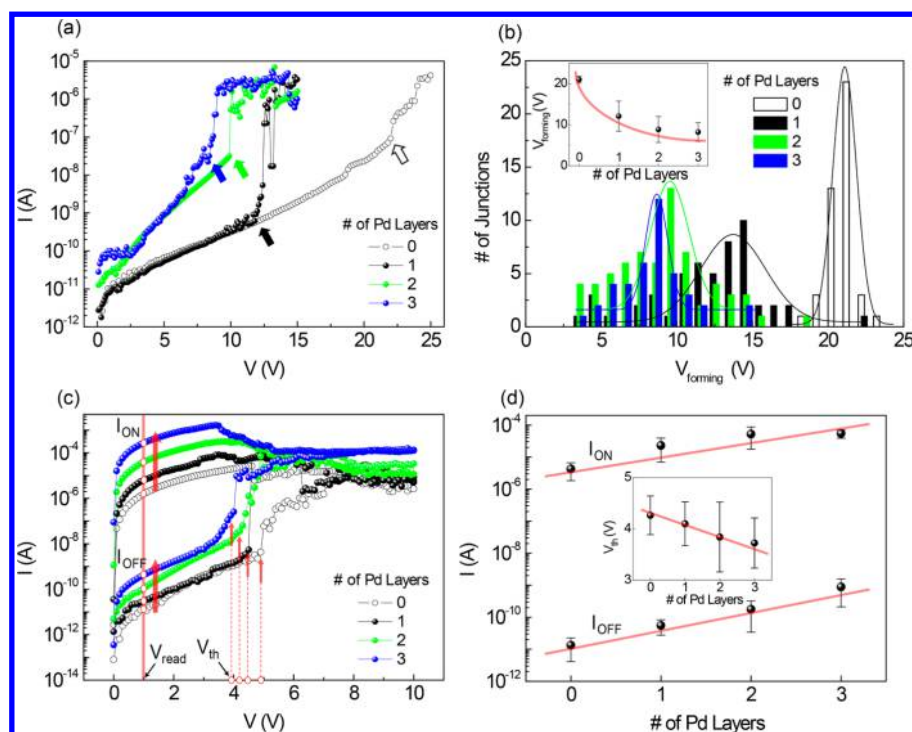 (a)
10⁻⁵
10⁻⁶
10⁻⁷
10⁻⁸
10⁻⁹
10⁻¹⁰
10⁻¹¹
10⁻¹²
I (A)
# of Pd Layers
0
1
2
3
0 5 10 15 20 25
V (V)
(b)
25
20
15
10
5
0
# of Junctions
20
10
0
V_forming (V)
0 1 2 3
# of Pd Layers
# of Pd Layers
0
1
2
3
5 10 15 20 25
V_forming (V)
(c)
10⁻⁴
10⁻⁶
10⁻⁸
10⁻¹⁰
10⁻¹²
10⁻¹⁴
I (A)
I_ON
I_OFF
V_read
V_th
# of Pd Layers
0
1
2
3
0 2 4 6 8 10
V (V)
(d)
10⁻⁴
10⁻⁶
10⁻⁸
10⁻¹⁰
10⁻¹²
I (A)
I_ON
5
4
3
V_th (V)
0 1 2 3
# of Pd Layers
I_OFF
0 1 2 3
# of Pd Layers